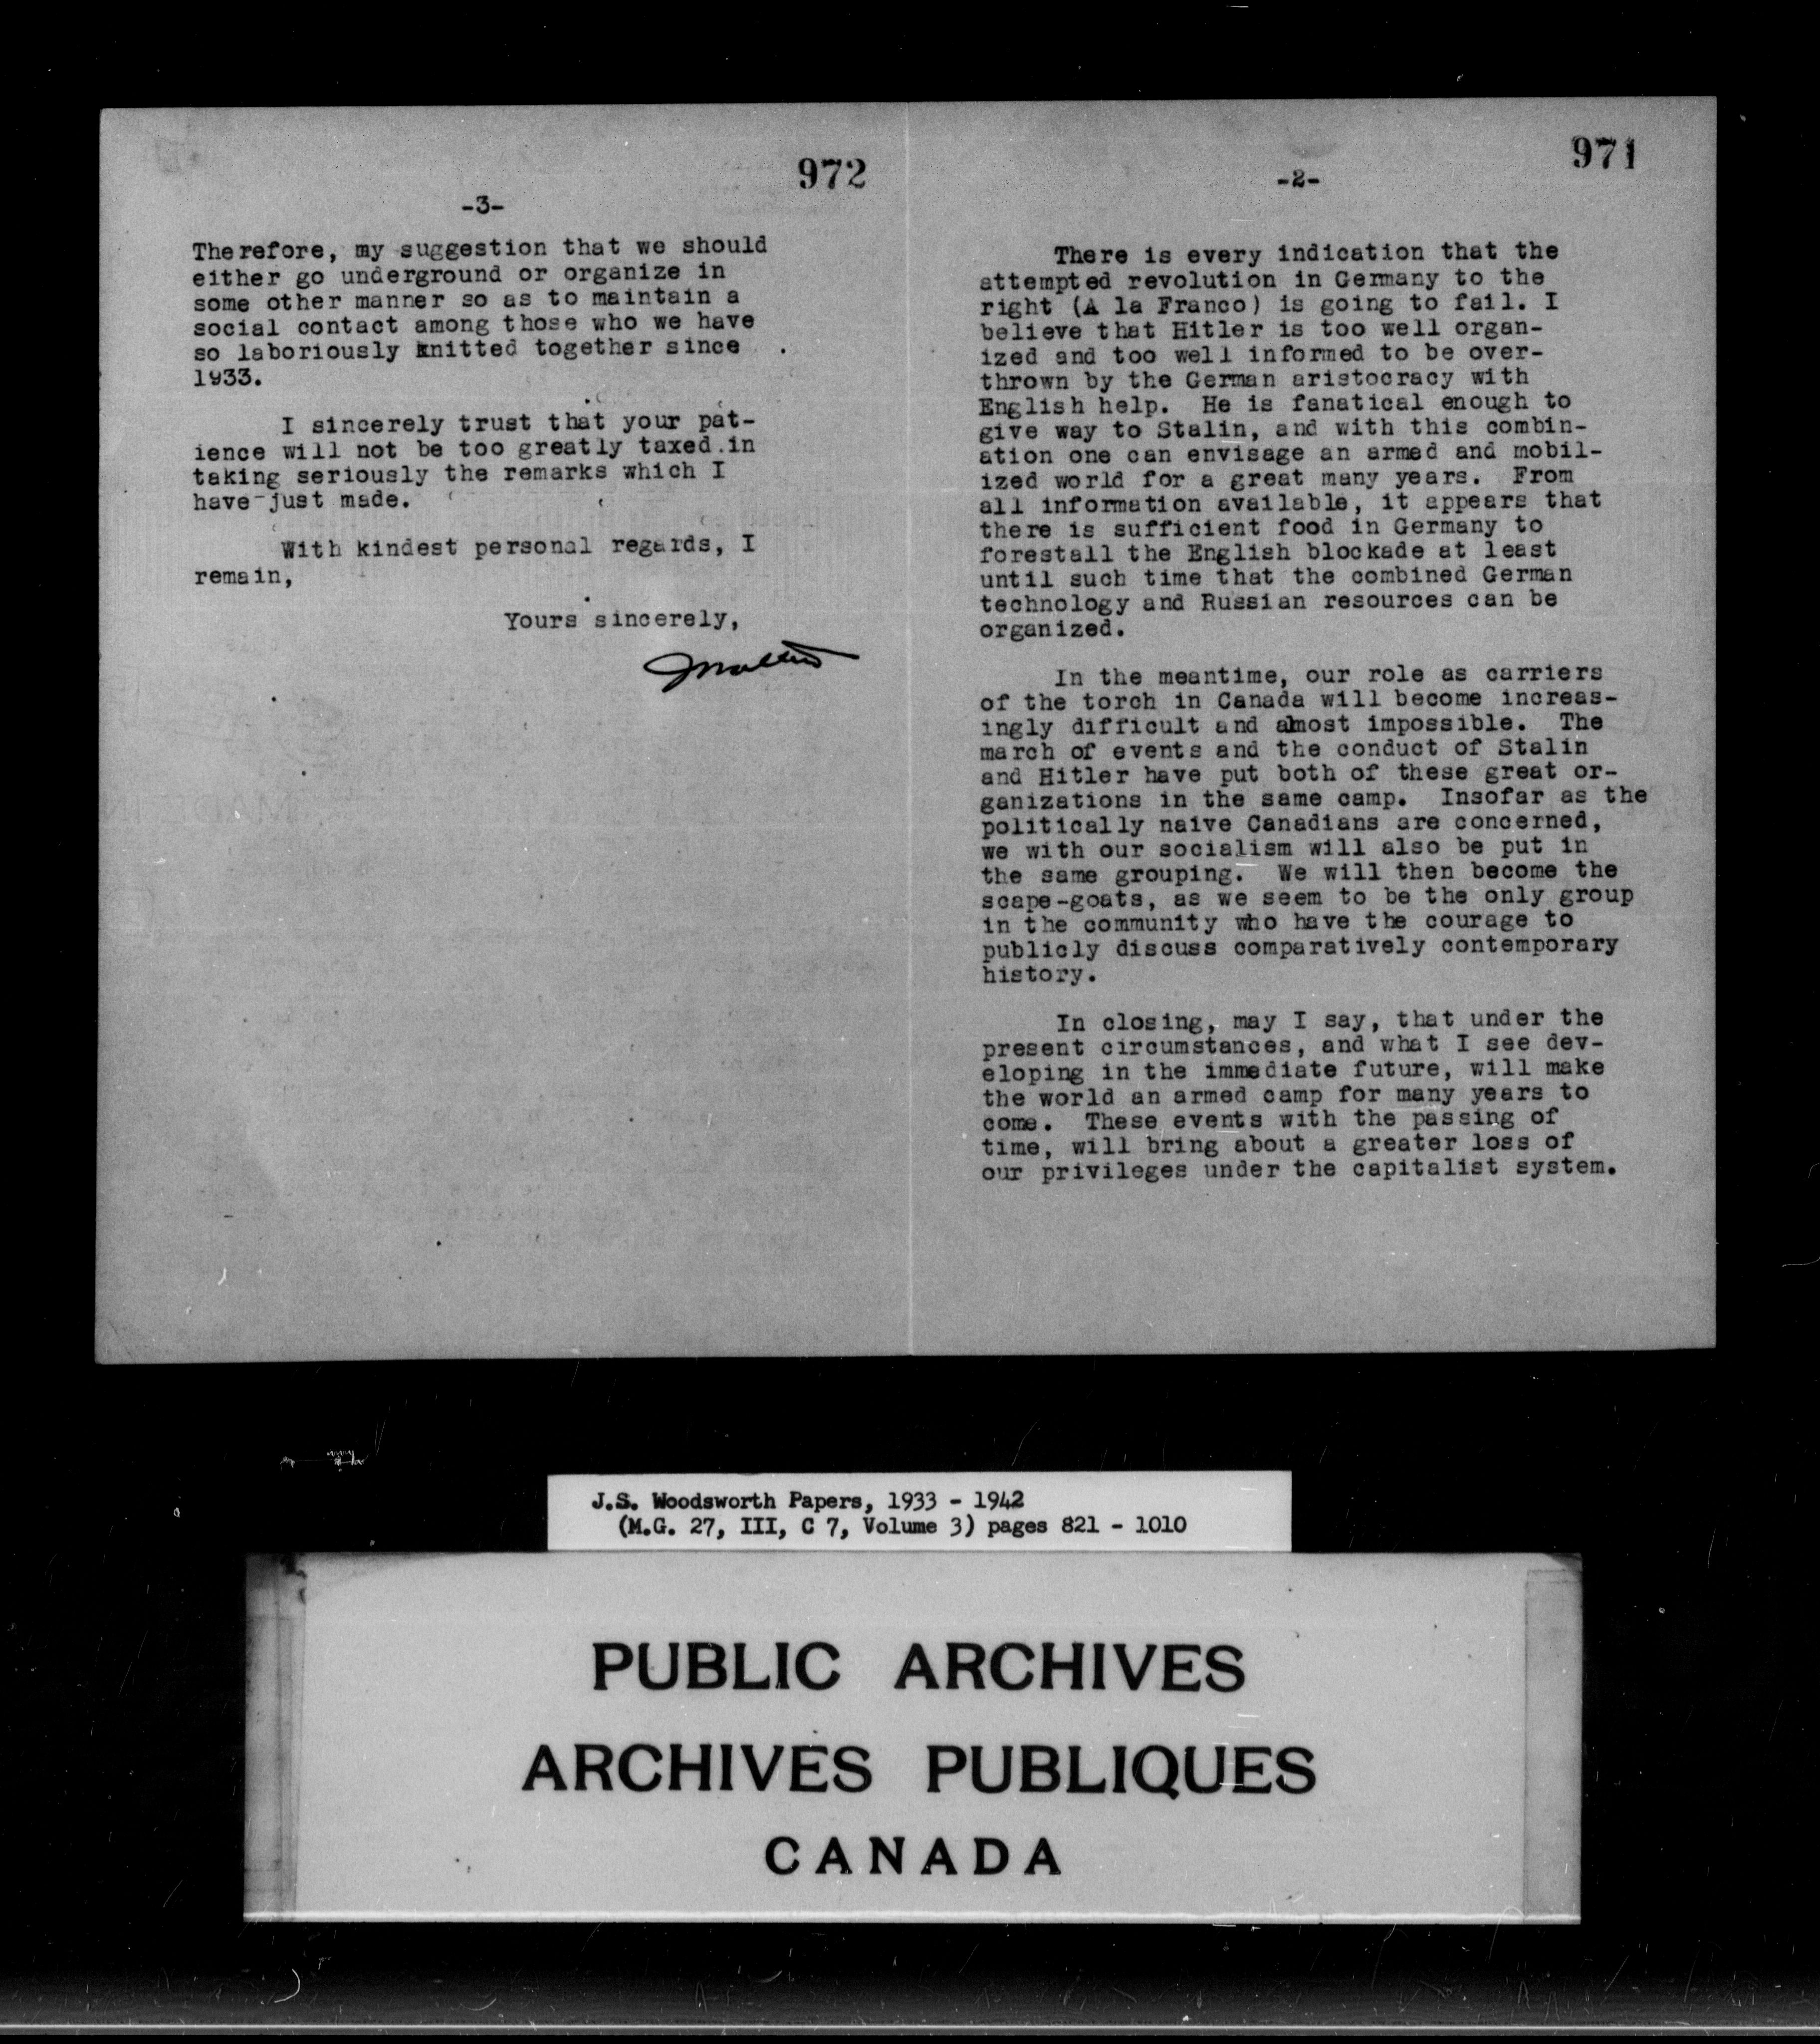 972
-3-
Therefore, my suggestion that we should
either go underground or organize in
some other manner so as to maintain a
social contact among those who we have
so laboriously knitted together since
1933.
I sincerely trust that your pat-
ience will not be too greatly taxed in
taking seriously the remarks which I
have just made.
With kindest personal regards, I
remain,
Yours sincerely,
971
-2-
There is every indication that the
attempted revolution in Germany to the
right (A la Franco) is going to fail. I
believe that Hitler is too well organ-
ized and too well informed to be over-
thrown by the German aristocracy with
English help. He is fanatical enough to
give way to Stalin, and with this combin-
ation one can envisage an armed and mobil-
ized world for a great many years. From
all information available, it appears that
there is sufficient food in Germany to
forestall the English blockade at least
until such time that the combined German
technology and Russian resources can be
organized.
In the meantime, our role as carriers
of the torch in Canada will become increas-
ingly difficult and almost impossible. The
march of events and the conduct of Stalin
and Hitler have put both of these great or-
ganizations in the same camp. Insofar as the
politically naive Canadians are concerned,
we with our socialism will also be put in
the same grouping. We will then become the
scape-goats, as we seem to be the only group
in the community who have the courage to
publicly discuss comparatively contemporary
history.
In closing, may I say, that under the
present circumstances, and what I see dev-
eloping in the immediate future, will make
the world an armed camp for many years to
come. These events with the passing of
time, will bring about a greater loss of
our privileges under the capitalist system.
J.S. Woodsworth Papers, 1933 - 1942
(M.G. 27, III, C 7, Volume 3) pages 821 - 1010
PUBLIC ARCHIVES
ARCHIVES PUBLIQUES
CANADA